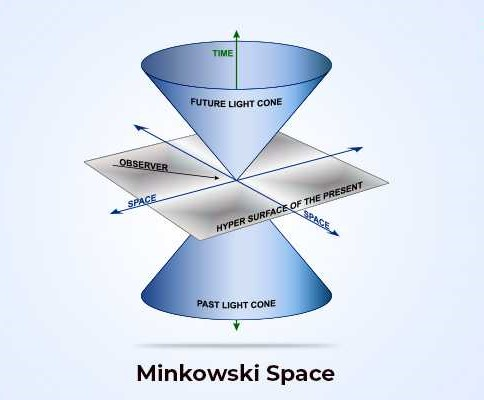 TIME
FUTURE LIGHT CONE
OBSERVER
SPACE
HYPER SURFACE OF THE PRESENT
SPACE
PAST LIGHT CONE
Minkowski Space